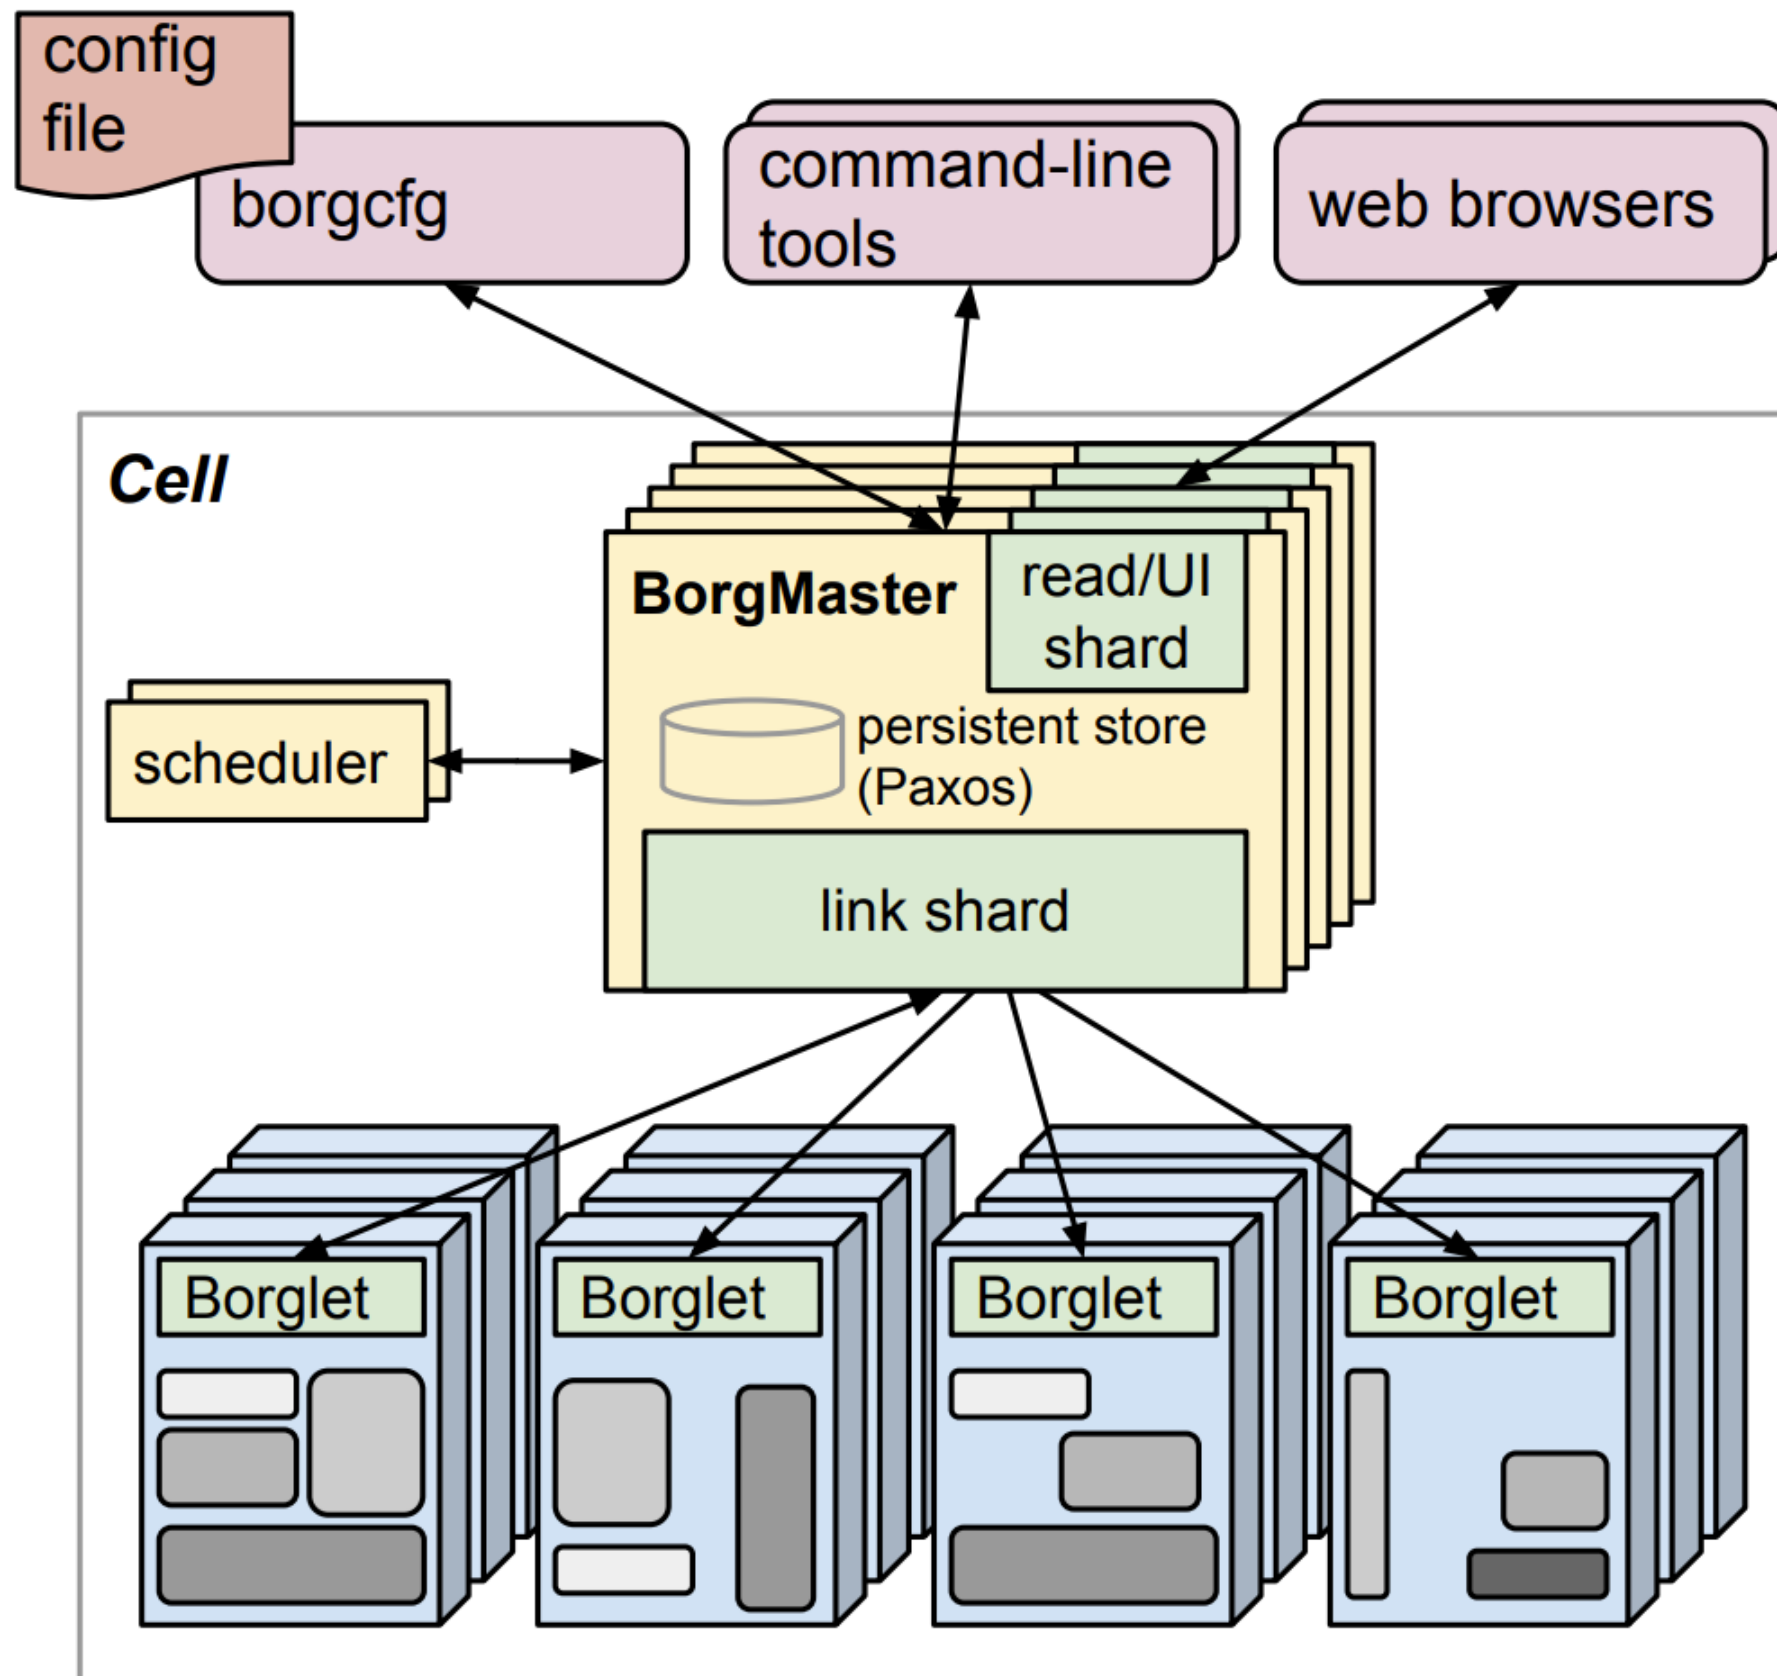 config
file
borgcfg
command-line
tools
web browsers
Cell
BorgMaster
read/UI
shard
scheduler
persistent store
(Paxos)
link shard
Borglet
Borglet
Borglet
Borglet